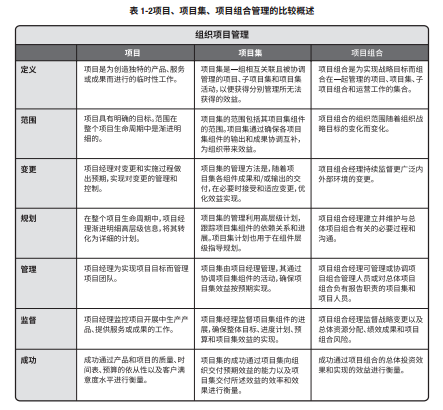 表 1-2项目、项目集、项目组合管理的比较概述
组织项目管理
项目
项目集
项目组合
定义
项目是为创造独特的产品、服务
或成果而进行的临时性工作。
项目集是一组相互关联且被协调
管理的项目、子项目集和项目集
活动，以便获得分别管理所无法
获得的效益。
项目组合是为实现战略目标而组
合在一起管理的项目、项目集、子
项目组合和运营工作的集合。
范围
项目具有明确的目标。范围在
整个项目生命周期中是渐进明
细的。
项目集的范围包括其项目集组件
的范围。项目集通过确保各项目
集组件的输出和成果协调互补，
为组织带来效益。
项目组合的组织范围随着组织战
略目标的变化而变化。
变更
项目经理对变更和实施过程做
出预期，实现对变更的管理和
控制。
项目集的管理方法是，随着项
目集各组件成果和/或输出的交
付，在必要时接受和适应变更，优
化效益实现。
项目组合经理持续监督更广泛内
外部环境的变更。
规划
在整个项目生命周期中，项目经
理渐进明细高层级信息，将其转
化为详细的计划。
项目集的管理利用高层级计划，
跟踪项目集组件的依赖关系和进
展。项目集计划也用于在组件层
级指导规划。
项目组合经理建立并维护与总
体项目组合有关的必要过程和
沟通。
管理
项目经理为实现项目目标而管理
项目团队。
项目集由项目集经理管理，其通过
协调项目集组件的活动，确保项
目集效益按预期实现。
项目组合经理可管理或协调项
目组合管理人员或对总体项目
组合负有报告职责的项目集和
项目人员。
监督
项目经理监控项目开展中生产产
品、提供服务或成果的工作。
项目集经理监督项目集组件的进
展，确保整体目标、进度计划、预
算和项目集效益的实现。
项目组合经理监督战略变更以及
总体资源分配、绩效成果和项目
组合风险。
成功
成功通过产品和项目的质量、时
间表、预算的依从性以及客户满
意度水平进行衡量。
项目集的成功通过项目集向组
织交付预期效益的能力以及项
目集交付所述效益的效率和效
果进行衡量。
成功通过项目组合的总体投资效
果和实现的效益进行衡量。